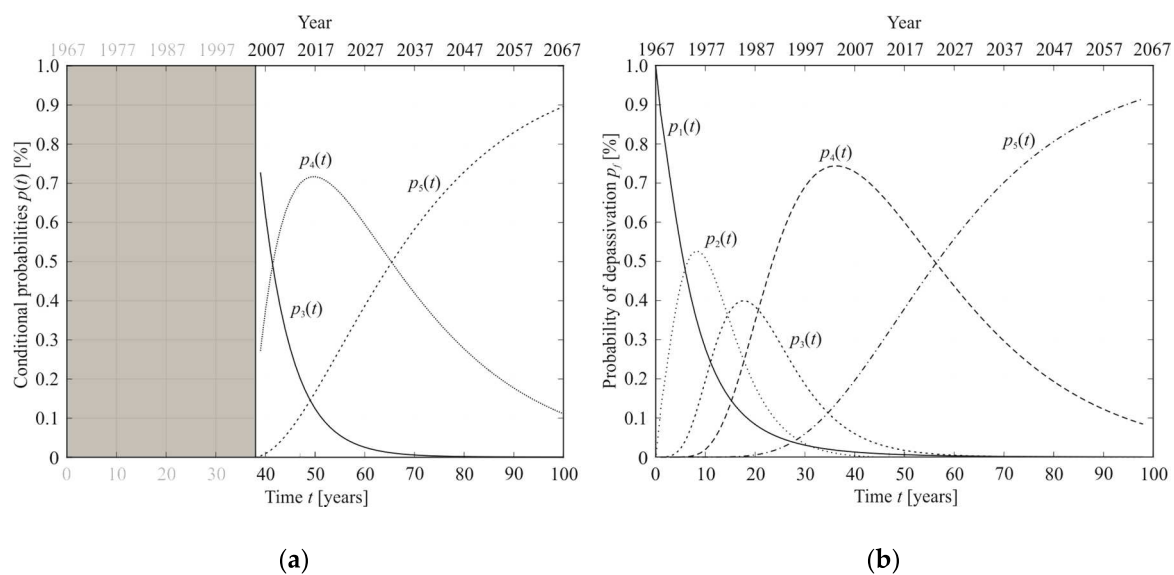 Year
1967 1977 1987 1997 2007 2017 2027 2037 2047 2057 2067
1.0
0.9
0.8
0.7
0.6
0.5
0.4
0.3
0.2
0.1
0
Conditional probabilities p(t) [%]
p4(t)
p5(t)
p3(t)
0 10 20 30 40 50 60 70 80 90 100
Time t [years]
(a)
Year
1967 1977 1987 1997 2007 2017 2027 2037 2047 2057 2067
1.0
0.9
0.8
0.7
0.6
0.5
0.4
0.3
0.2
0.1
0
Probability of depassivation pf [%]
p1(t)
p4(t)
p5(t)
p2(t)
p3(t)
0 10 20 30 40 50 60 70 80 90 100
Time t [years]
(b)